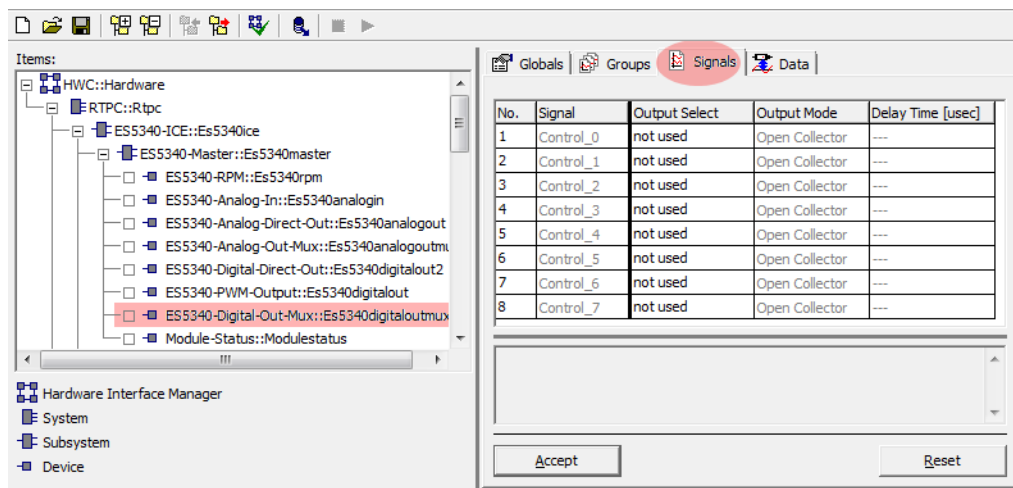 Items:
HWC::Hardware
RTPC::Rtpc
ES5340-ICE::Es5340ice
ES5340-Master::Es5340master
ES5340-RPM::Es5340rpm
ES5340-Analog-In::Es5340analogin
ES5340-Analog-Direct-Out::Es5340analogout
ES5340-Analog-Out-Mux::Es5340analogoutmu
ES5340-Digital-Direct-Out::Es5340digitalout2
ES5340-PWM-Output::Es5340digitalout
ES5340-Digital-Out-Mux::Es5340digitaloutmux
Module-Status::Modulestatus
Hardware Interface Manager
System
Subsystem
Device
Globals Groups Signals Data
No. Signal Output Select Output Mode Delay Time [usec]
1 Control_0 not used Open Collector ---
2 Control_1 not used Open Collector ---
3 Control_2 not used Open Collector ---
4 Control_3 not used Open Collector ---
5 Control_4 not used Open Collector ---
6 Control_5 not used Open Collector ---
7 Control_6 not used Open Collector ---
8 Control_7 not used Open Collector ---
Accept Reset